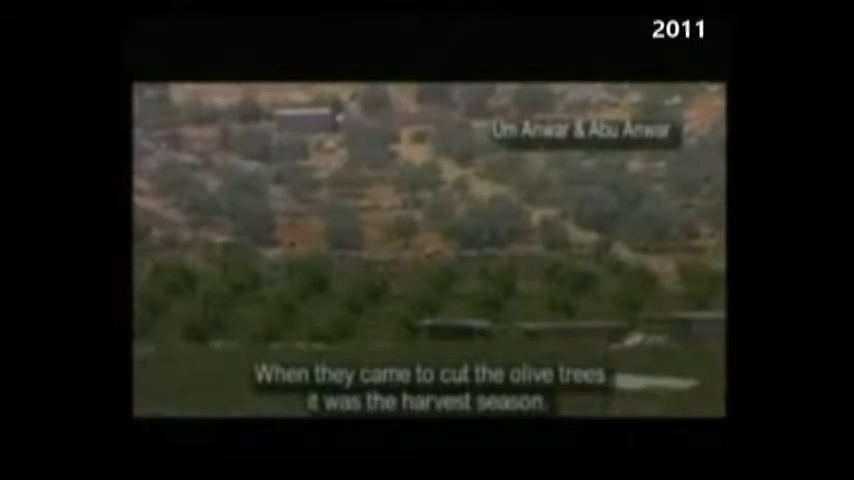 2011
Um Anwar & Abu Anwar
When they came to cut the olive trees
it was the harvest season.